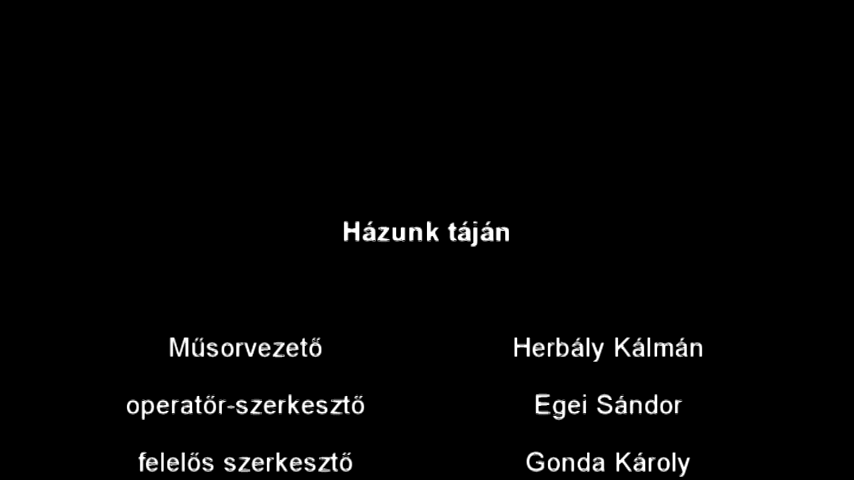 Házunk táján
Műsorvezető Herbály Kálmán
operatőr-szerkesztő Egei Sándor
felelős szerkesztő Gonda Károly